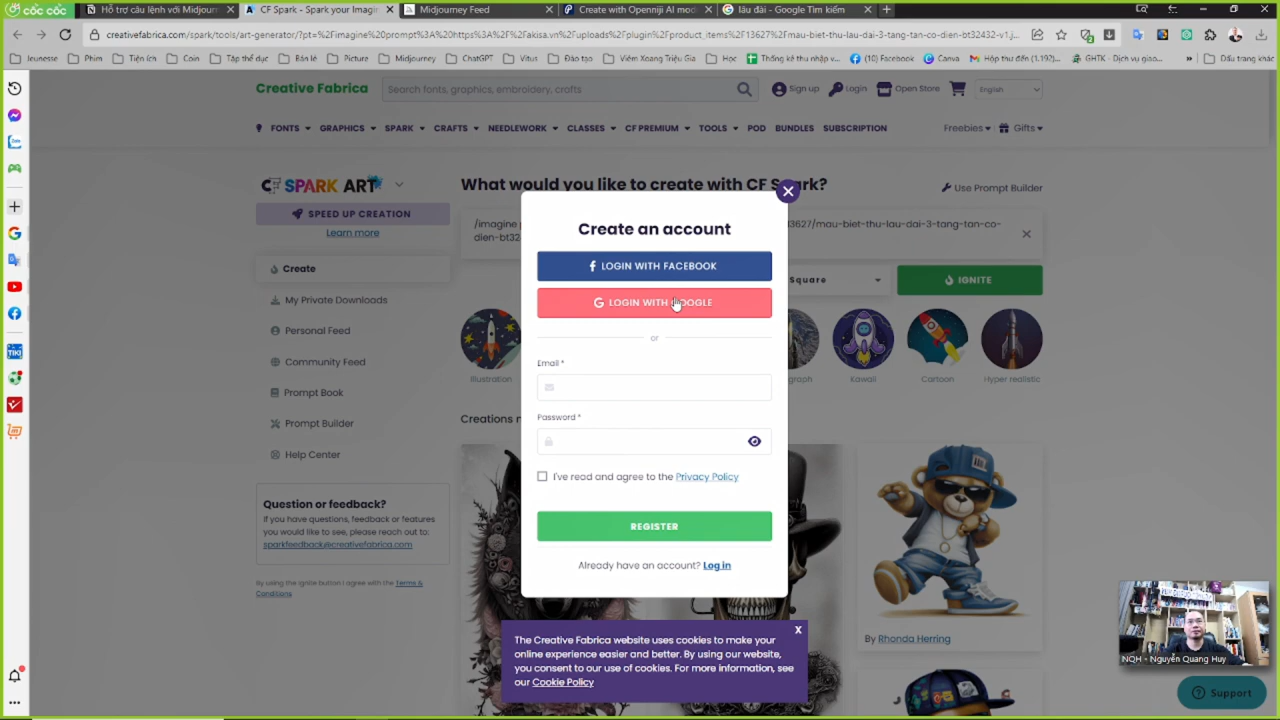 cốc cốc
Hỗ trợ câu lệnh với Midjourn
CF Spark - Spark your Imagin
Midjourney Feed
Create with Openniji AI mod
lâu đài - Google Tìm kiếm
creativefabrica.com/spark/tools/art-generator/?pt=%2Fimagine prompt%3A%20https%3A%2F%2Fakisa.vn%2Fuploads%2Fplugin%2Fproduct_items%2F13627%2Fmau-biet-thu-lau-dai-3-tang-tan-co-dien-bt32432-v1.j...
Jeunesse
Phim
Tiện ích
Coin
Tập thể dục
Bán lẻ
Picture
Midjourney
ChatGPT
Vitus
Đào tạo
Viêm Xoang Triệu Gia
Học
Thống kê thu nhập v...
(10) Facebook
Canva
Hộp thư đến (1.192)...
GHTK - Dịch vụ giao...
Dấu trang khác
Creative Fabrica
Search fonts, graphics, embroidery, crafts
Sign up
Login
Open Store
English
FONTS
GRAPHICS
SPARK
CRAFTS
NEEDLEWORK
CLASSES
CF PREMIUM
TOOLS
POD
BUNDLES
SUBSCRIPTION
Freebies
Gifts
CF SPARK ART
What would you like to create with CF Spark?
Use Prompt Builder
SPEED UP CREATION
Learn more
/imagine
13627/mau-biet-thu-lau-dai-3-tang-tan-co-
dien-bt32
Create
My Private Downloads
Personal Feed
Community Feed
Prompt Book
Prompt Builder
Help Center
Square
IGNITE
Illustration
Kawaii
Cartoon
Hyper realistic
Creations
Question or feedback?
If you have questions, feedback or features
you would like to see, please reach out to:
sparkfeedback@creativefabrica.com
By using the ignite button I agree with the Terms &
Conditions
Create an account
LOGIN WITH FACEBOOK
LOGIN WITH GOOGLE
or
Email *
Password *
I've read and agree to the Privacy Policy
REGISTER
Already have an account? Log in
The Creative Fabrica website uses cookies to make your
online experience easier and better. By using our website,
you consent to our use of cookies. For more information, see
our Cookie Policy
X
By Rhonda Herring
NQH - Nguyễn Quang Huy
Support